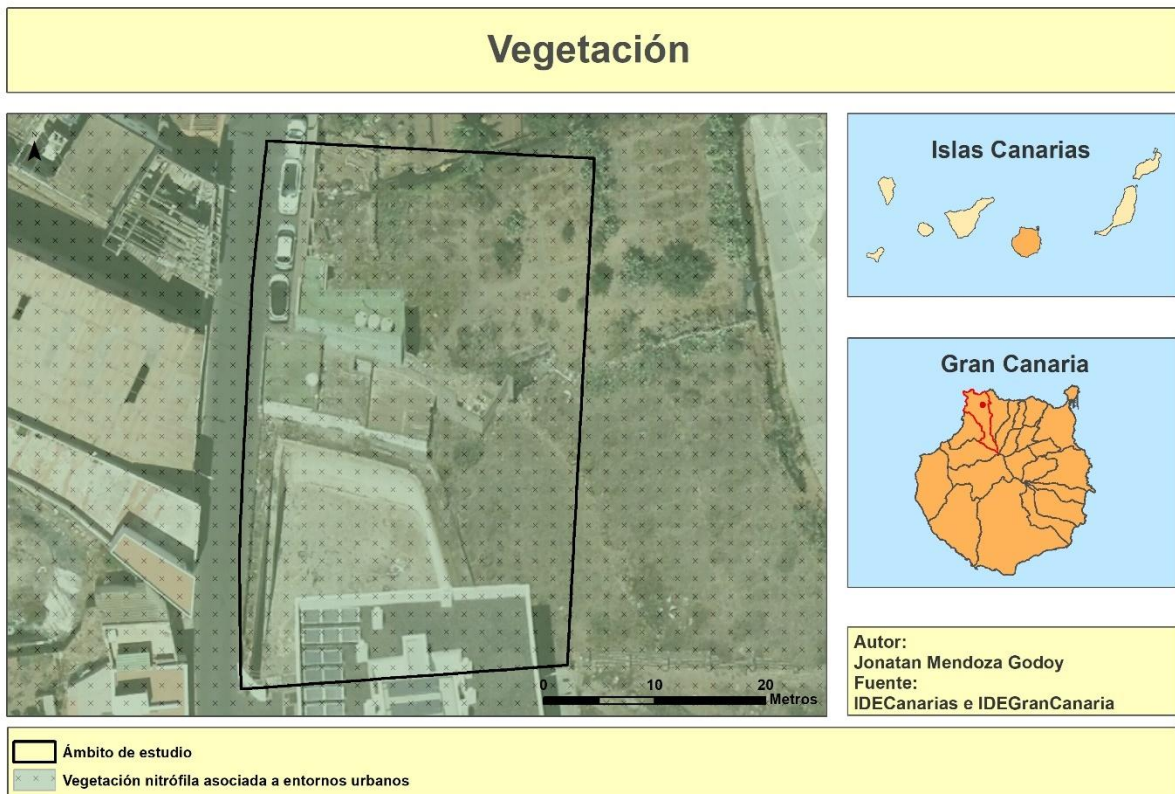 Vegetación
N
0 10 20
Metros
Islas Canarias
Gran Canaria
Autor:
Jonatan Mendoza Godoy
Fuente:
IDECanarias e IDEGranCanaria
Ámbito de estudio
Vegetación nitrófila asociada a entornos urbanos